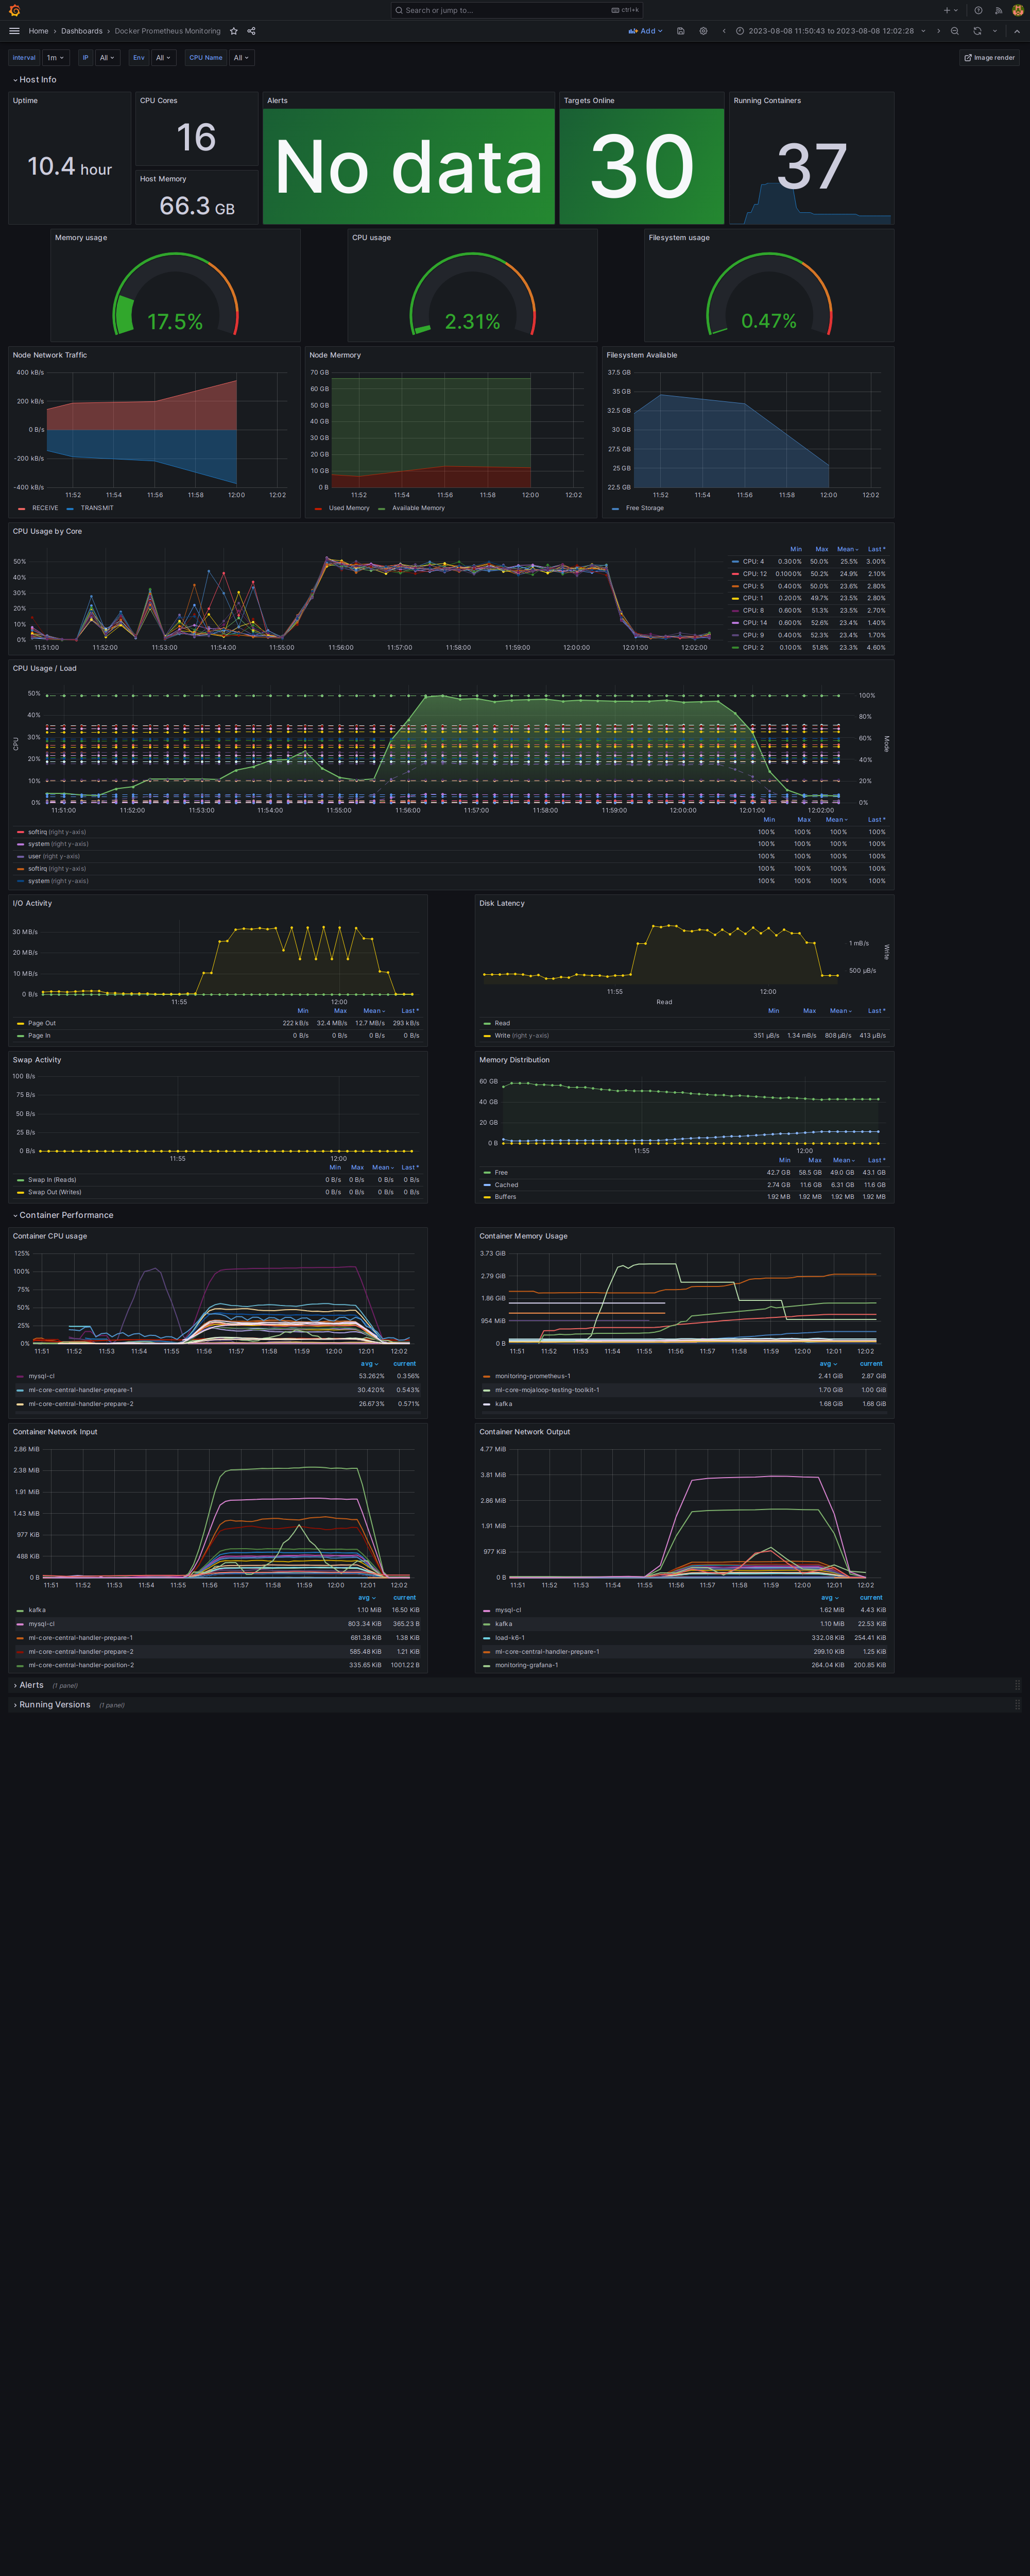 Search or jump to...
ctrl+k
Home › Dashboards › Docker Prometheus Monitoring
Add
2023-08-08 11:50:43 to 2023-08-08 12:02:28
Interval 1m IP All Env All CPU Name All
Image render
Host Info
Uptime
10.4 hour
CPU Cores
16
Host Memory
66.3 GB
Alerts
No data
Targets Online
30
Running Containers
37
Memory usage
17.5%
CPU usage
2.31%
Filesystem usage
0.47%
Node Network Traffic
400 kB/s
200 kB/s
0 B/s
-200 kB/s
-400 kB/s
11:52 11:54 11:56 11:58 12:00 12:02
RECEIVE TRANSMIT
Node Mermory
70 GB
60 GB
50 GB
40 GB
30 GB
20 GB
10 GB
0 B
11:52 11:54 11:56 11:58 12:00 12:02
Used Memory Available Memory
Filesystem Available
37.5 GB
35 GB
32.5 GB
30 GB
27.5 GB
25 GB
22.5 GB
11:52 11:54 11:56 11:58 12:00 12:02
Free Storage
CPU Usage by Core
50%
40%
30%
20%
10%
0%
11:51:00 11:52:00 11:53:00 11:54:00 11:55:00 11:56:00 11:57:00 11:58:00 11:59:00 12:00:00 12:01:00 12:02:00
Min Max Mean Last *
CPU: 4 0.300% 50.0% 25.5% 3.00%
CPU: 12 0.1000% 50.2% 24.9% 2.10%
CPU: 5 0.400% 50.0% 23.6% 2.80%
CPU: 1 0.200% 49.7% 23.5% 2.80%
CPU: 8 0.600% 51.3% 23.5% 2.70%
CPU: 14 0.600% 52.6% 23.4% 1.40%
CPU: 9 0.400% 52.3% 23.4% 1.70%
CPU: 2 0.100% 51.8% 23.3% 4.60%
CPU Usage / Load
CPU
50%
40%
30%
20%
10%
0%
100%
80%
60%
40%
20%
0%
Mode
11:51:00 11:52:00 11:53:00 11:54:00 11:55:00 11:56:00 11:57:00 11:58:00 11:59:00 12:00:00 12:01:00 12:02:00
Min Max Mean Last *
softirq (right y-axis) 100% 100% 100% 100%
system (right y-axis) 100% 100% 100% 100%
user (right y-axis) 100% 100% 100% 100%
softirq (right y-axis) 100% 100% 100% 100%
system (right y-axis) 100% 100% 100% 100%
I/O Activity
30 MB/s
20 MB/s
10 MB/s
0 B/s
11:55 12:00
Min Max Mean Last *
Page Out 222 kB/s 32.4 MB/s 12.7 MB/s 293 kB/s
Page In 0 B/s 0 B/s 0 B/s 0 B/s
Disk Latency
1 mB/s
500 µB/s
Write
11:55 12:00
Read
Min Max Mean Last *
Read
Write (right y-axis) 351 µB/s 1.34 mB/s 808 µB/s 413 µB/s
Swap Activity
100 B/s
75 B/s
50 B/s
25 B/s
0 B/s
11:55 12:00
Min Max Mean Last *
Swap In (Reads) 0 B/s 0 B/s 0 B/s 0 B/s
Swap Out (Writes) 0 B/s 0 B/s 0 B/s 0 B/s
Memory Distribution
60 GB
40 GB
20 GB
0 B
11:55 12:00
Min Max Mean Last *
Free 42.7 GB 58.5 GB 49.0 GB 43.1 GB
Cached 2.74 GB 11.6 GB 6.31 GB 11.6 GB
Buffers 1.92 MB 1.92 MB 1.92 MB 1.92 MB
Container Performance
Container CPU usage
125%
100%
75%
50%
25%
0%
11:51 11:52 11:53 11:54 11:55 11:56 11:57 11:58 11:59 12:00 12:01 12:02
avg current
mysql-cl 53.262% 0.356%
ml-core-central-handler-prepare-1 30.420% 0.543%
ml-core-central-handler-prepare-2 26.673% 0.571%
Container Memory Usage
3.73 GiB
2.79 GiB
1.86 GiB
954 MiB
0 B
11:51 11:52 11:53 11:54 11:55 11:56 11:57 11:58 11:59 12:00 12:01 12:02
avg current
monitoring-prometheus-1 2.41 GiB 2.87 GiB
ml-core-mojaloop-testing-toolkit-1 1.70 GiB 1.00 GiB
kafka 1.68 GiB 1.68 GiB
Container Network Input
2.86 MiB
2.38 MiB
1.91 MiB
1.43 MiB
977 KiB
488 KiB
0 B
11:51 11:52 11:53 11:54 11:55 11:56 11:57 11:58 11:59 12:00 12:01 12:02
avg current
kafka 1.10 MiB 16.50 KiB
mysql-cl 803.34 KiB 365.23 B
ml-core-central-handler-prepare-1 681.38 KiB 1.38 KiB
ml-core-central-handler-prepare-2 585.48 KiB 1.21 KiB
ml-core-central-handler-position-2 335.65 KiB 1001.22 B
Container Network Output
4.77 MiB
3.81 MiB
2.86 MiB
1.91 MiB
977 KiB
0 B
11:51 11:52 11:53 11:54 11:55 11:56 11:57 11:58 11:59 12:00 12:01 12:02
avg current
mysql-cl 1.62 MiB 4.43 KiB
kafka 1.10 MiB 22.53 KiB
load-k6-1 332.08 KiB 254.41 KiB
ml-core-central-handler-prepare-1 299.10 KiB 1.25 KiB
monitoring-grafana-1 264.04 KiB 200.85 KiB
Alerts (1 panel)
Running Versions (1 panel)